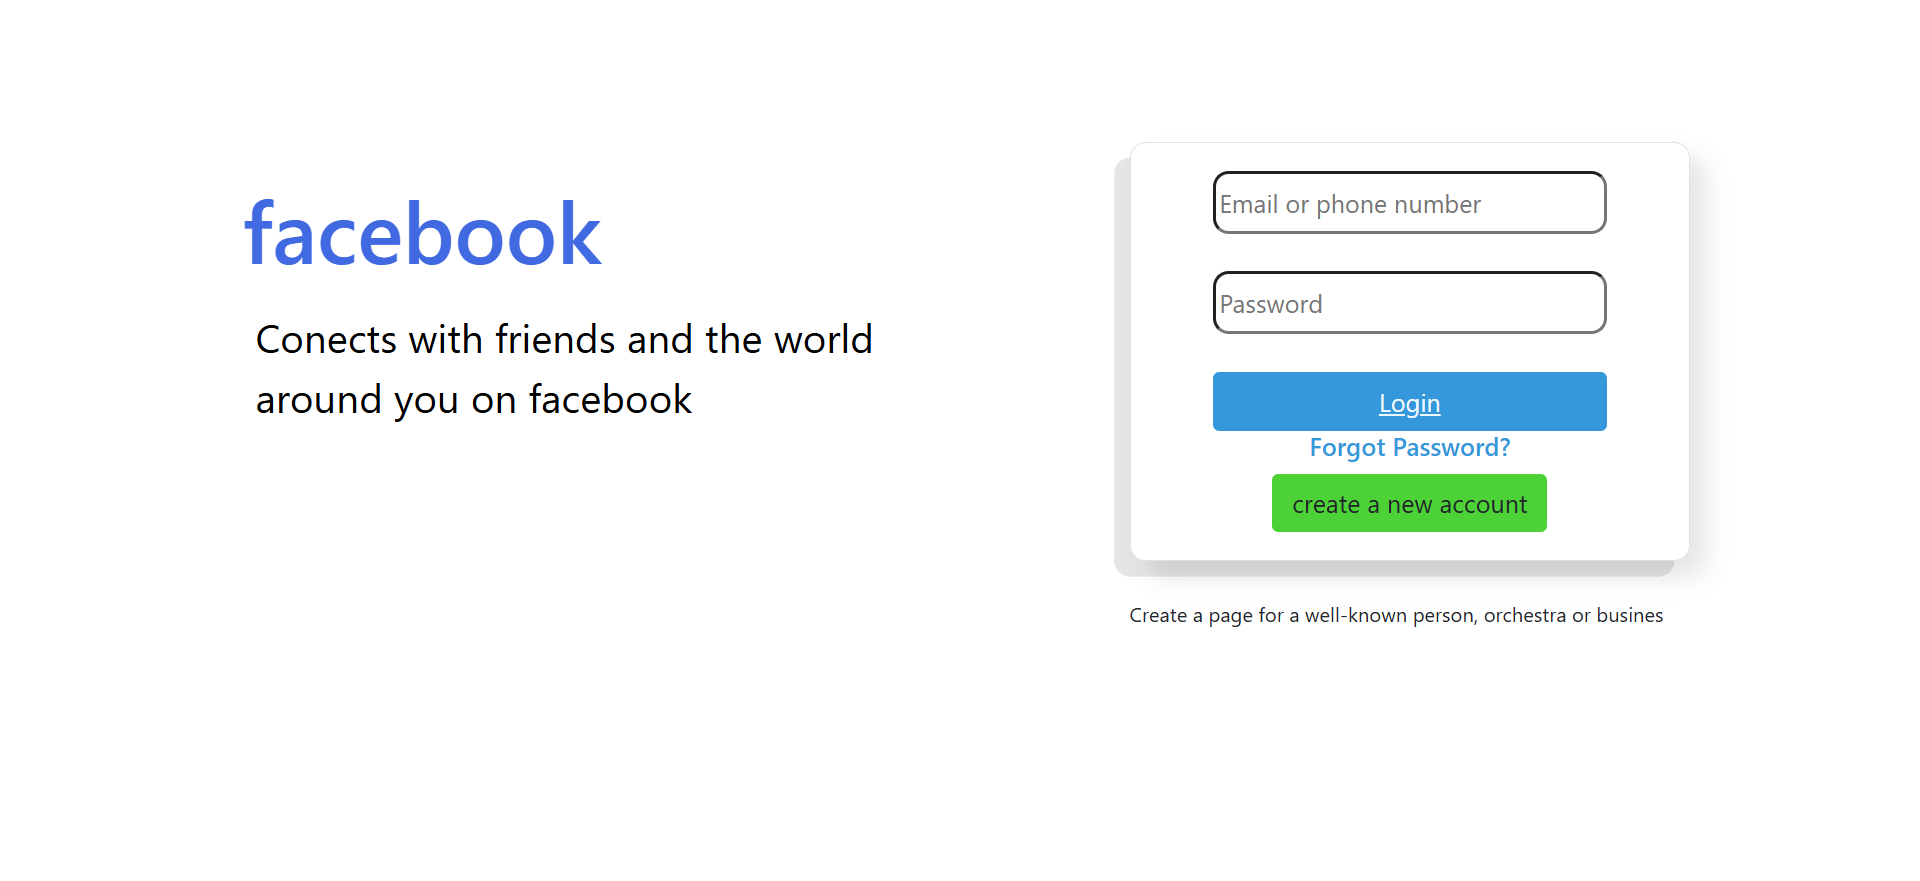 facebook
Conects with friends and the world
around you on facebook
Email or phone number
Password
Login
Forgot Password?
create a new account
Create a page for a well-known person, orchestra or busines